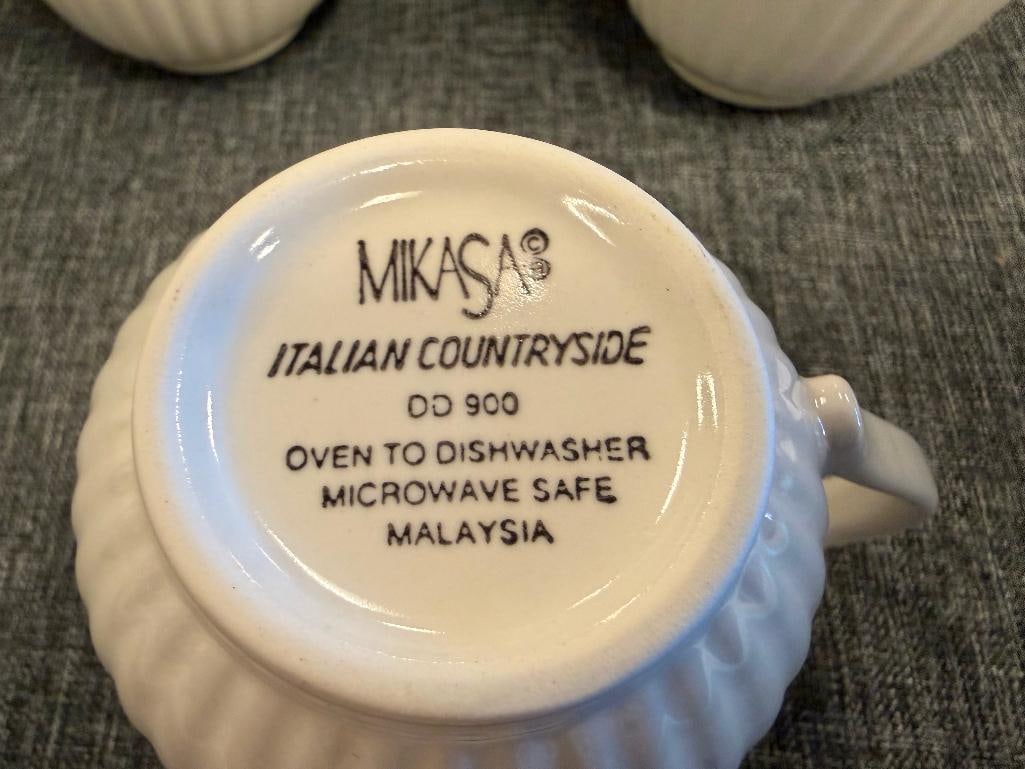 MIKASA ©®
ITALIAN COUNTRYSIDE
DD 900
OVEN TO DISHWASHER
MICROWAVE SAFE
MALAYSIA